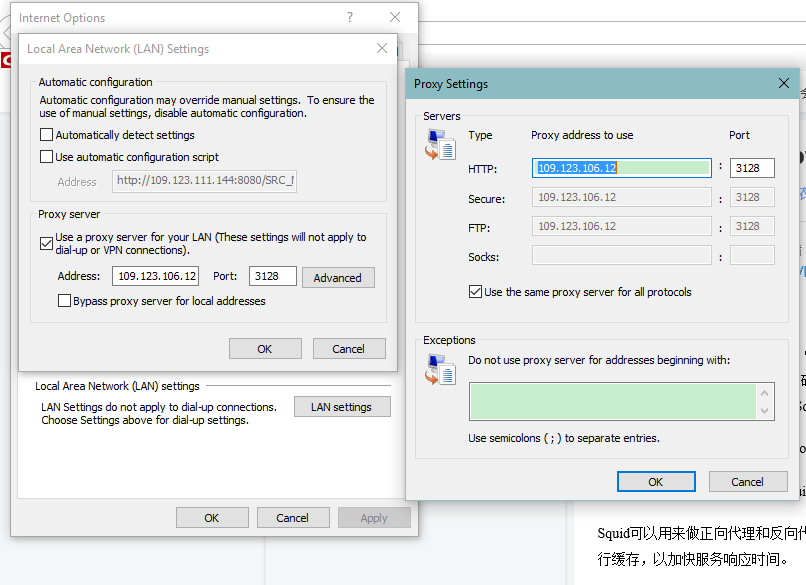 Internet Options
Local Area Network (LAN) Settings
Automatic configuration
Automatic configuration may override manual settings. To ensure the
use of manual settings, disable automatic configuration.
Automatically detect settings
Use automatic configuration script
Address http://109.123.111.144:8080/SRC_
Proxy server
Use a proxy server for your LAN (These settings will not apply to
dial-up or VPN connections).
Address: 109.123.106.12 Port: 3128 Advanced
Bypass proxy server for local addresses
OK Cancel
Local Area Network (LAN) settings
LAN Settings do not apply to dial-up connections.
Choose Settings above for dial-up settings.
LAN settings
OK Cancel Apply
Proxy Settings
Servers
Type Proxy address to use Port
HTTP: 109.123.106.12 : 3128
Secure: 109.123.106.12 : 3128
FTP: 109.123.106.12 : 3128
Socks: :
Use the same proxy server for all protocols
Exceptions
Do not use proxy server for addresses beginning with:
Use semicolons ( ; ) to separate entries.
OK Cancel
Squid可以用来做正向代理和反向代
行缓存，以加快服务响应时间。